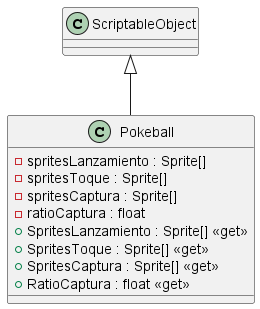 C ScriptableObject
C Pokeball
spritesLanzamiento : Sprite[]
spritesToque : Sprite[]
spritesCaptura : Sprite[]
ratioCaptura : float
SpritesLanzamiento : Sprite[] «get»
SpritesToque : Sprite[] «get»
SpritesCaptura : Sprite[] «get»
RatioCaptura : float «get»